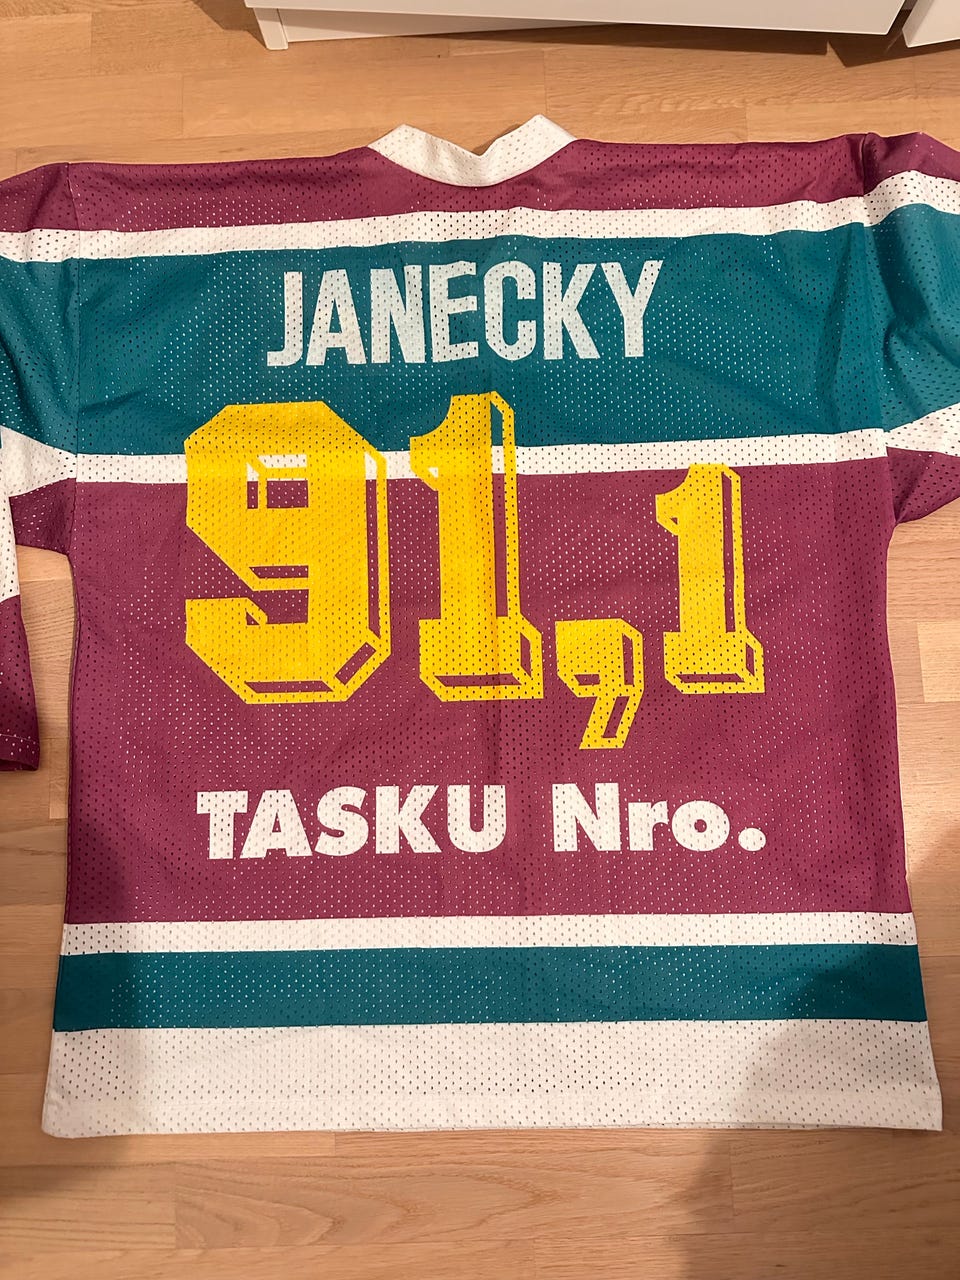 JANECKY
91,1
TASKU Nro.